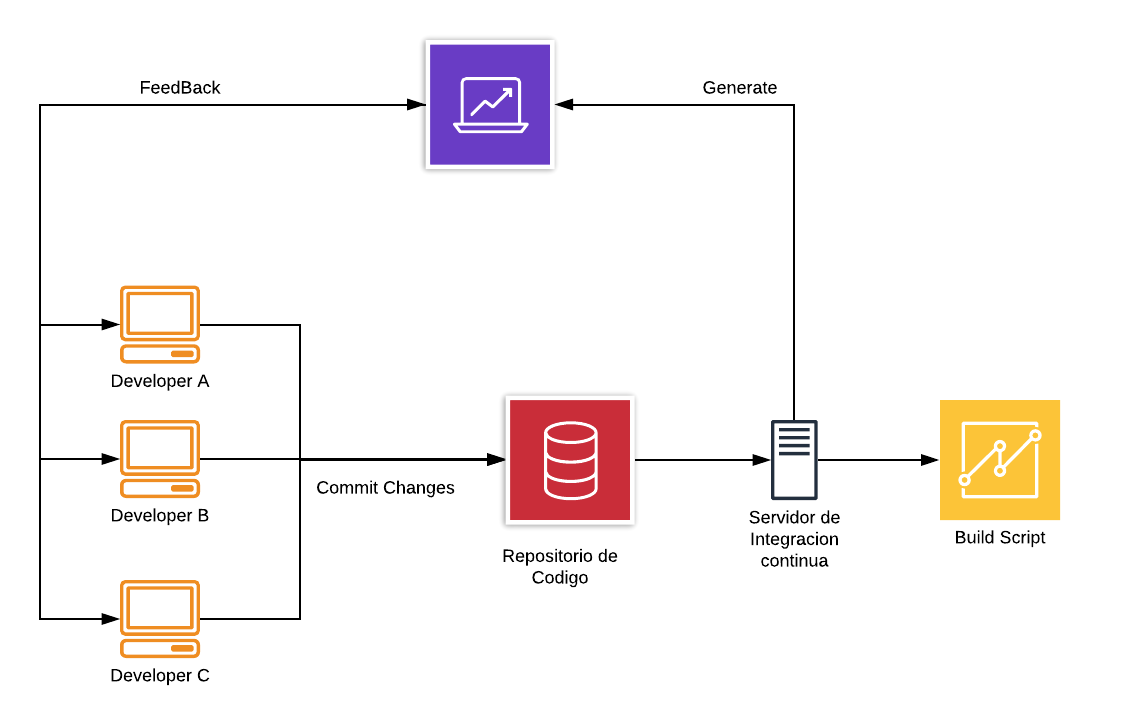 FeedBack
Generate
Developer A
Developer B
Commit Changes
Developer C
Repositorio de
Codigo
Servidor de
Integracion
continua
Build Script